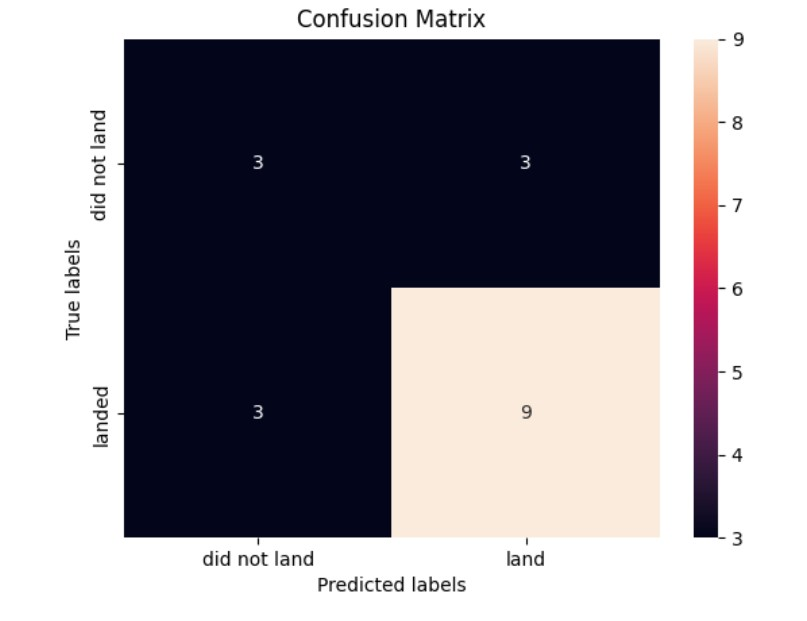 Confusion Matrix
9
8
7
6
5
4
3
True labels
did not land
landed
3 3
3 9
did not land land
Predicted labels